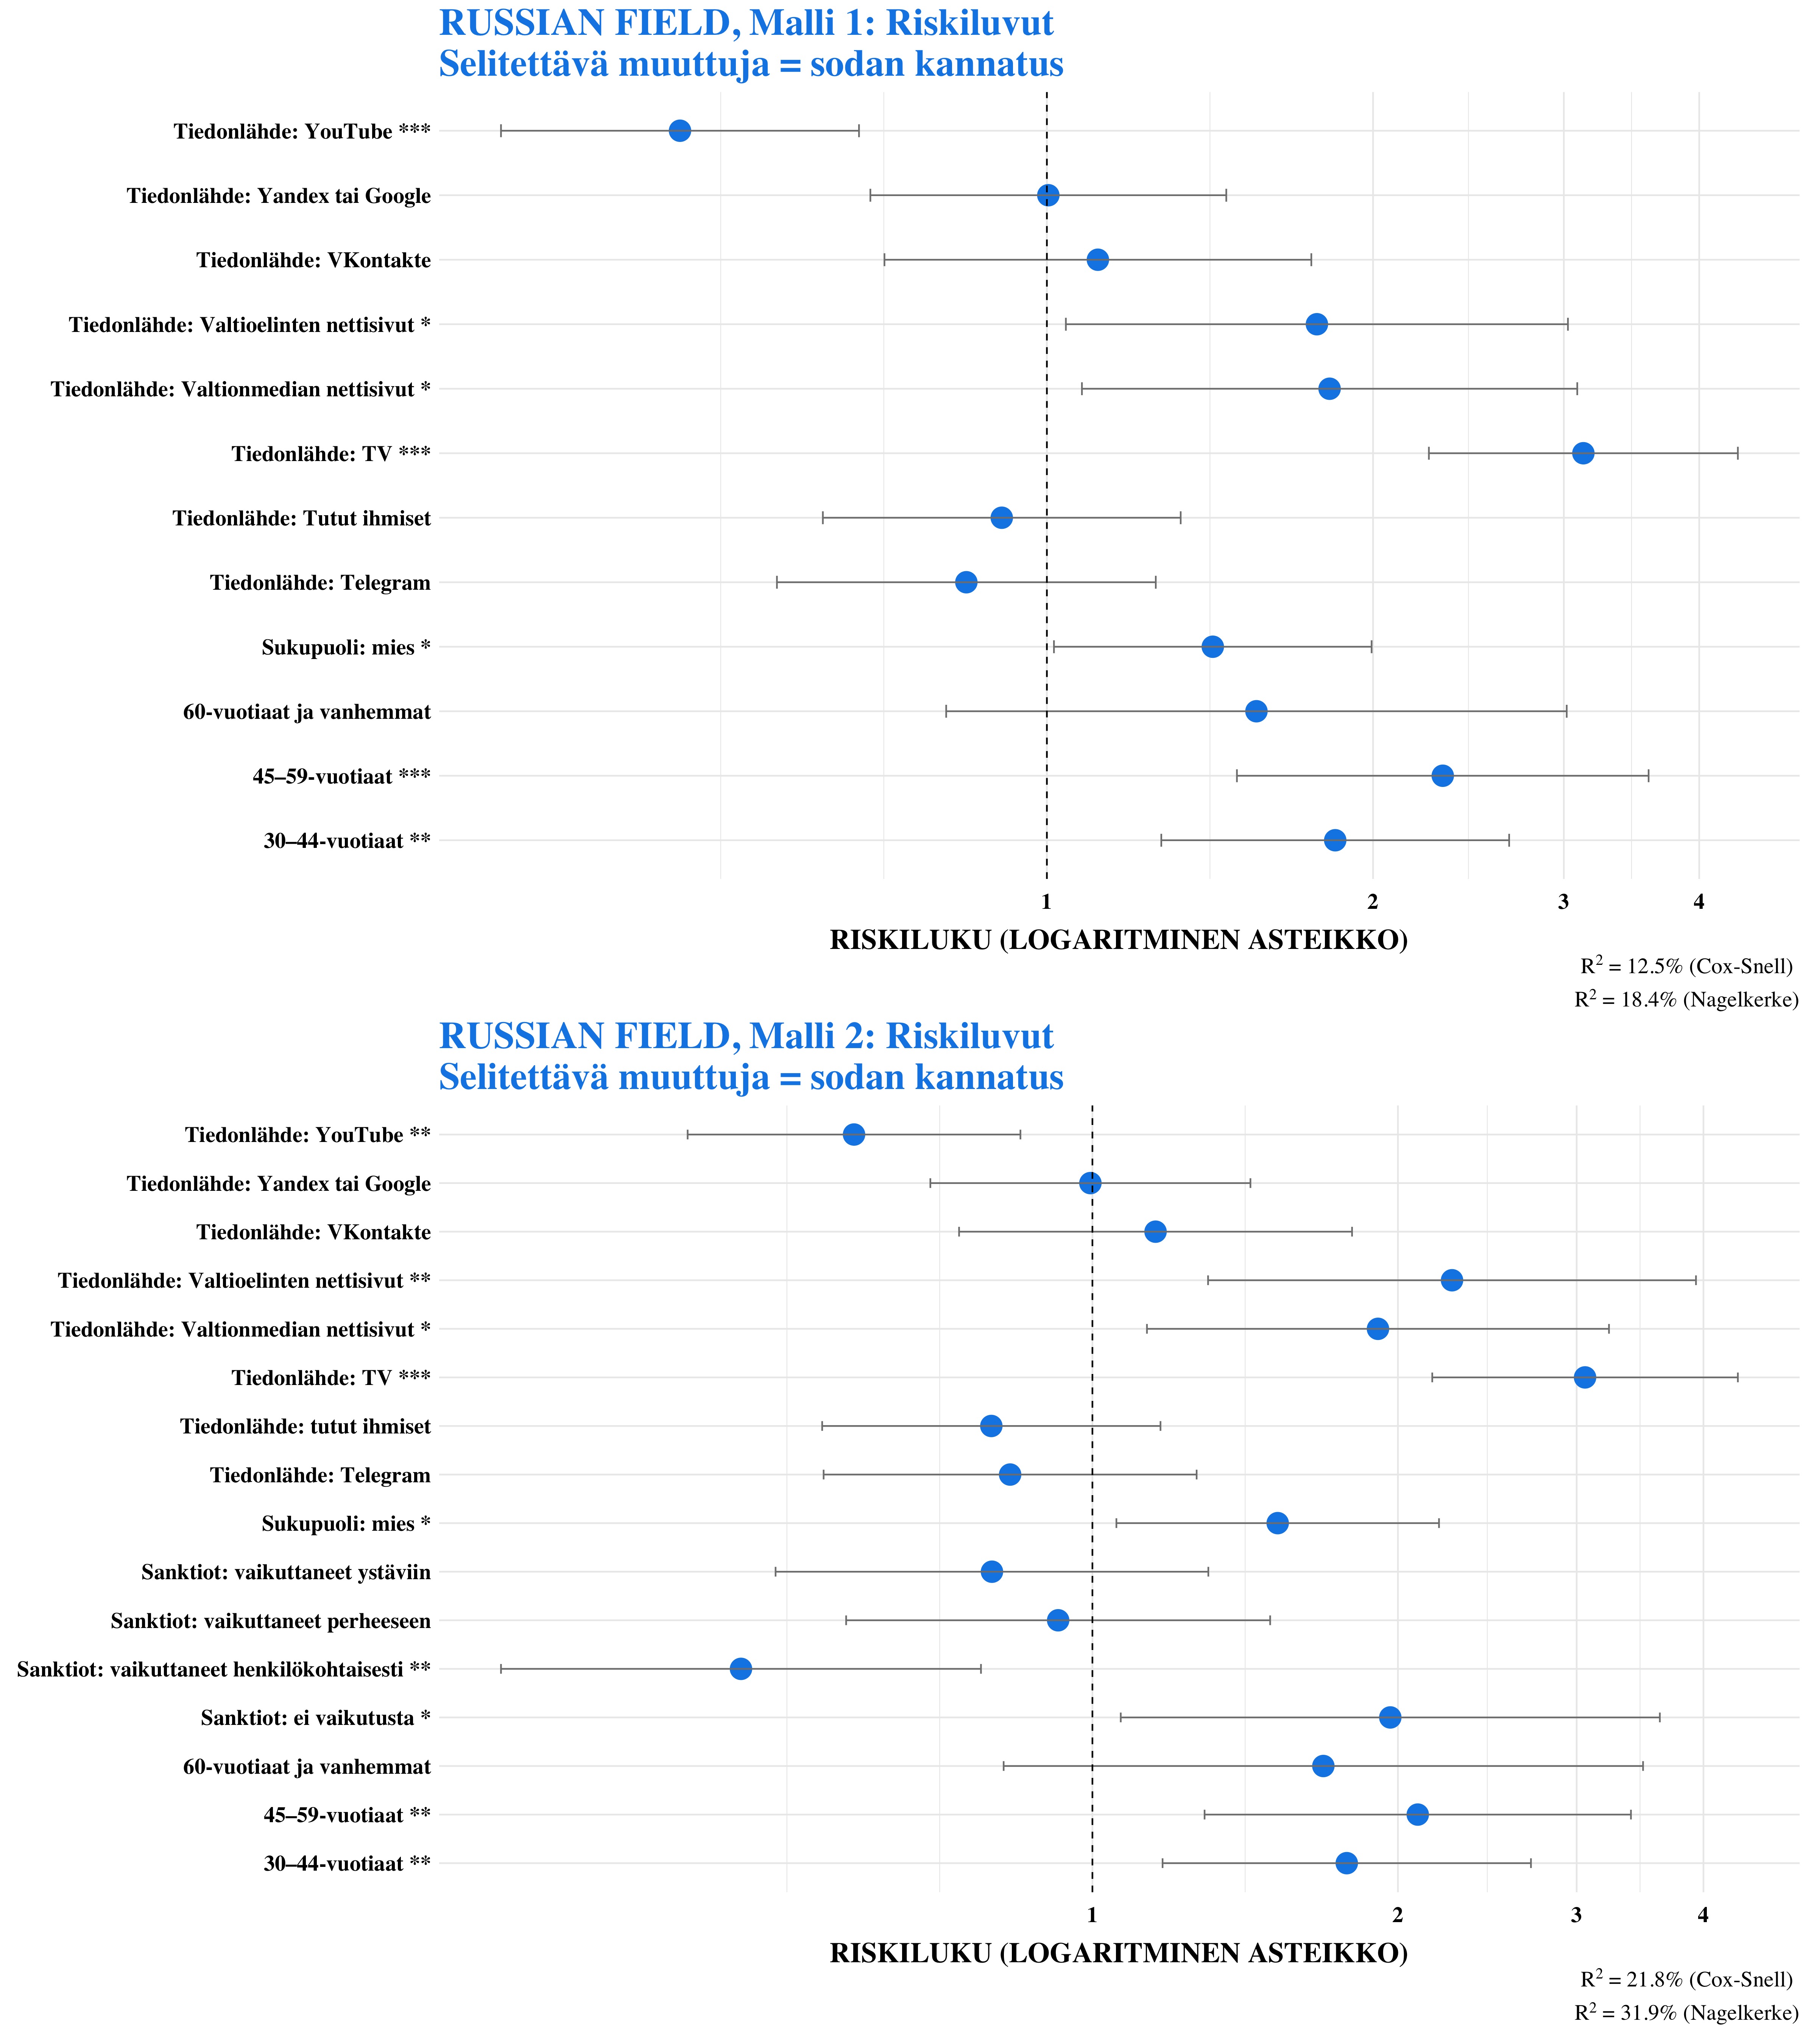 RUSSIAN FIELD, Malli 1: Riskiluvut
Selitettävä muuttuja = sodan kannatus
Tiedonlähde: YouTube ***
Tiedonlähde: Yandex tai Google
Tiedonlähde: VKontakte
Tiedonlähde: Valtioelinten nettisivut *
Tiedonlähde: Valtionmedian nettisivut *
Tiedonlähde: TV ***
Tiedonlähde: Tutut ihmiset
Tiedonlähde: Telegram
Sukupuoli: mies *
60-vuotiaat ja vanhemmat
45–59-vuotiaat ***
30–44-vuotiaat **
1 2 3 4
RISKILUKU (LOGARITMINEN ASTEIKKO)
R² = 12.5% (Cox-Snell)
R² = 18.4% (Nagelkerke)
RUSSIAN FIELD, Malli 2: Riskiluvut
Selitettävä muuttuja = sodan kannatus
Tiedonlähde: YouTube **
Tiedonlähde: Yandex tai Google
Tiedonlähde: VKontakte
Tiedonlähde: Valtioelinten nettisivut **
Tiedonlähde: Valtionmedian nettisivut *
Tiedonlähde: TV ***
Tiedonlähde: tutut ihmiset
Tiedonlähde: Telegram
Sukupuoli: mies *
Sanktiot: vaikuttaneet ystäviin
Sanktiot: vaikuttaneet perheeseen
Sanktiot: vaikuttaneet henkilökohtaisesti **
Sanktiot: ei vaikutusta *
60-vuotiaat ja vanhemmat
45–59-vuotiaat **
30–44-vuotiaat **
1 2 3 4
RISKILUKU (LOGARITMINEN ASTEIKKO)
R² = 21.8% (Cox-Snell)
R² = 31.9% (Nagelkerke)